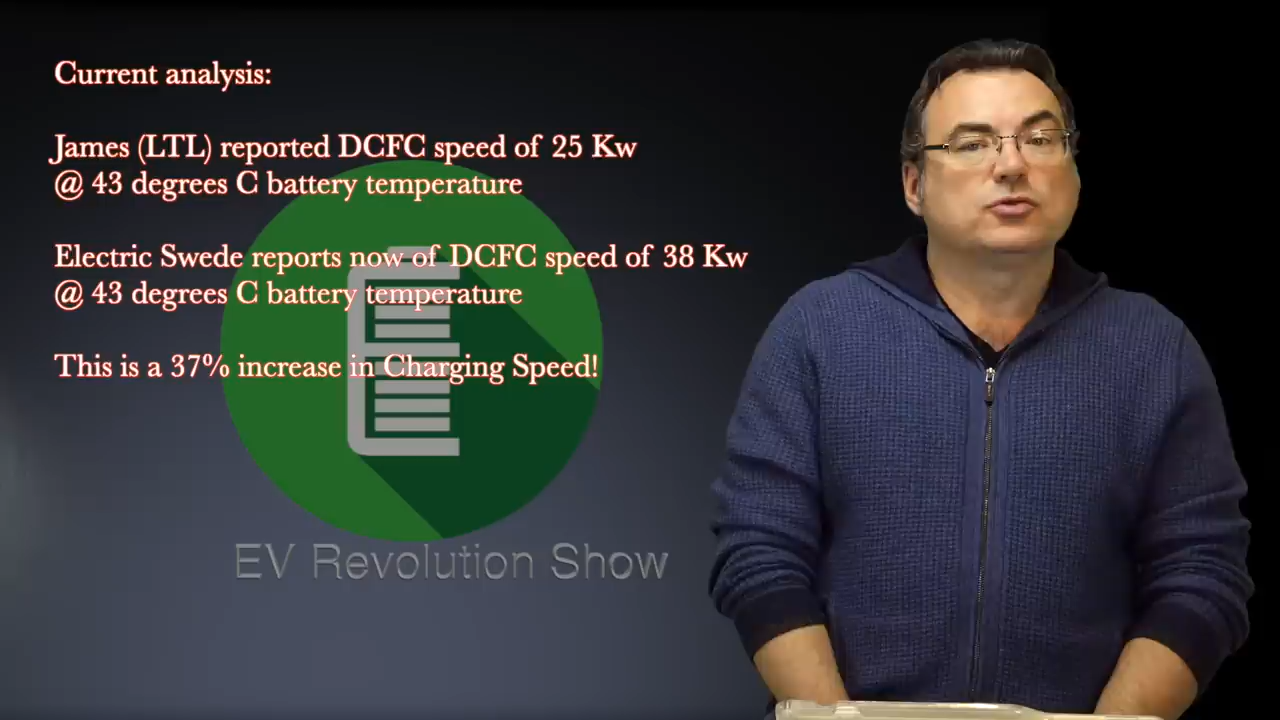 Current analysis:
James (LTL) reported DCFC speed of 25 Kw
@ 43 degrees C battery temperature
Electric Swede reports now of DCFC speed of 38 Kw
@ 43 degrees C battery temperature
This is a 37% increase in Charging Speed!
EV Revolution Show